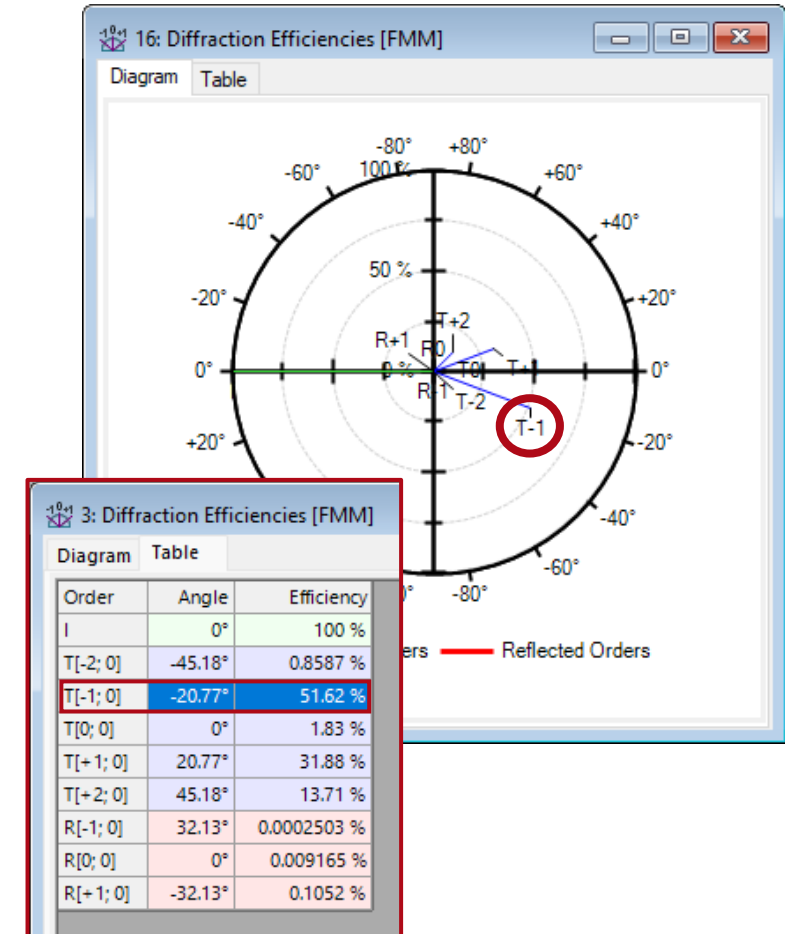 16: Diffraction Efficiencies [FMM]
Diagram Table
-80° +80°
-60° 100 % +60°
-40° +40°
50 %
-20° +20°
T+2
R+1 R0
0° 0 % T0 T+ 0°
R-1 T-2
T-1
+20° -20°
-40°
-60°
-80°
Reflected Orders
3: Diffraction Efficiencies [FMM]
Diagram Table
Order Angle Efficiency
I 0° 100 %
T[-2; 0] -45.18° 0.8587 %
T[-1; 0] -20.77° 51.62 %
T[0; 0] 0° 1.83 %
T[+1; 0] 20.77° 31.88 %
T[+2; 0] 45.18° 13.71 %
R[-1; 0] 32.13° 0.0002503 %
R[0; 0] 0° 0.009165 %
R[+1; 0] -32.13° 0.1052 %